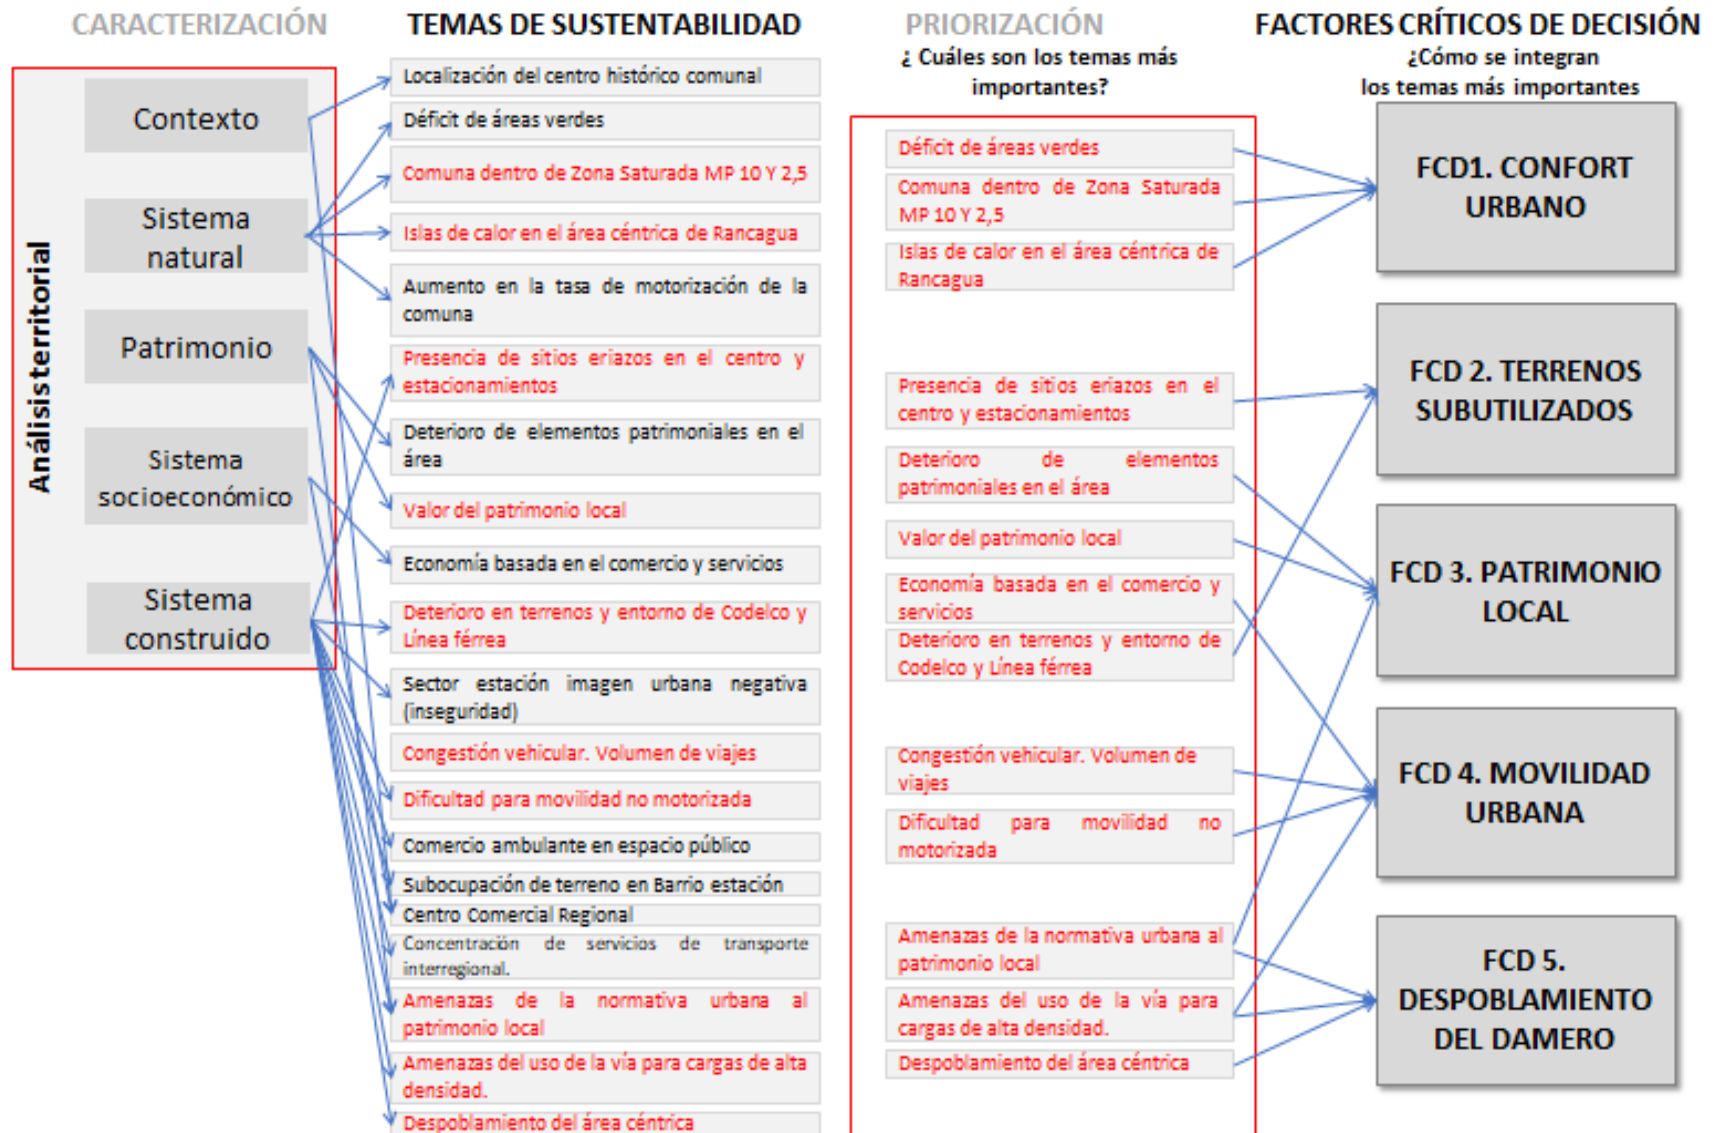 CARACTERIZACIÓN
TEMAS DE SUSTENTABILIDAD
PRIORIZACIÓN
¿ Cuáles son los temas más
importantes?
FACTORES CRÍTICOS DE DECISIÓN
¿Cómo se integran
los temas más importantes
Análisis territorial
Contexto
Sistema
natural
Patrimonio
Sistema
socioeconómico
Sistema
construido
Localización del centro histórico comunal
Déficit de áreas verdes
Comuna dentro de Zona Saturada MP 10 Y 2,5
Islas de calor en el área céntrica de Rancagua
Aumento en la tasa de motorización de la
comuna
Presencia de sitios eriazos en el centro y
estacionamientos
Deterioro de elementos patrimoniales en el
área
Valor del patrimonio local
Economía basada en el comercio y servicios
Deterioro en terrenos y entorno de Codelco y
Línea férrea
Sector estación imagen urbana negativa
(inseguridad)
Congestión vehicular. Volumen de viajes
Dificultad para movilidad no motorizada
Comercio ambulante en espacio público
Subocupación de terreno en Barrio estación
Centro Comercial Regional
Concentración de servicios de transporte
interregional.
Amenazas de la normativa urbana al
patrimonio local
Amenazas del uso de la vía para cargas de alta
densidad.
Despoblamiento del área céntrica
Déficit de áreas verdes
Comuna dentro de Zona Saturada
MP 10 Y 2,5
Islas de calor en el área céntrica de
Rancagua
Presencia de sitios eriazos en el
centro y estacionamientos
Deterioro de elementos
patrimoniales en el área
Valor del patrimonio local
Economía basada en el comercio y
servicios
Deterioro en terrenos y entorno de
Codelco y Línea férrea
Congestión vehicular. Volumen de
viajes
Dificultad para movilidad no
motorizada
Amenazas de la normativa urbana al
patrimonio local
Amenazas del uso de la vía para
cargas de alta densidad.
Despoblamiento del área céntrica
FCD1. CONFORT
URBANO
FCD 2. TERRENOS
SUBUTILIZADOS
FCD 3. PATRIMONIO
LOCAL
FCD 4. MOVILIDAD
URBANA
FCD 5.
DESPOBLAMIENTO
DEL DAMERO